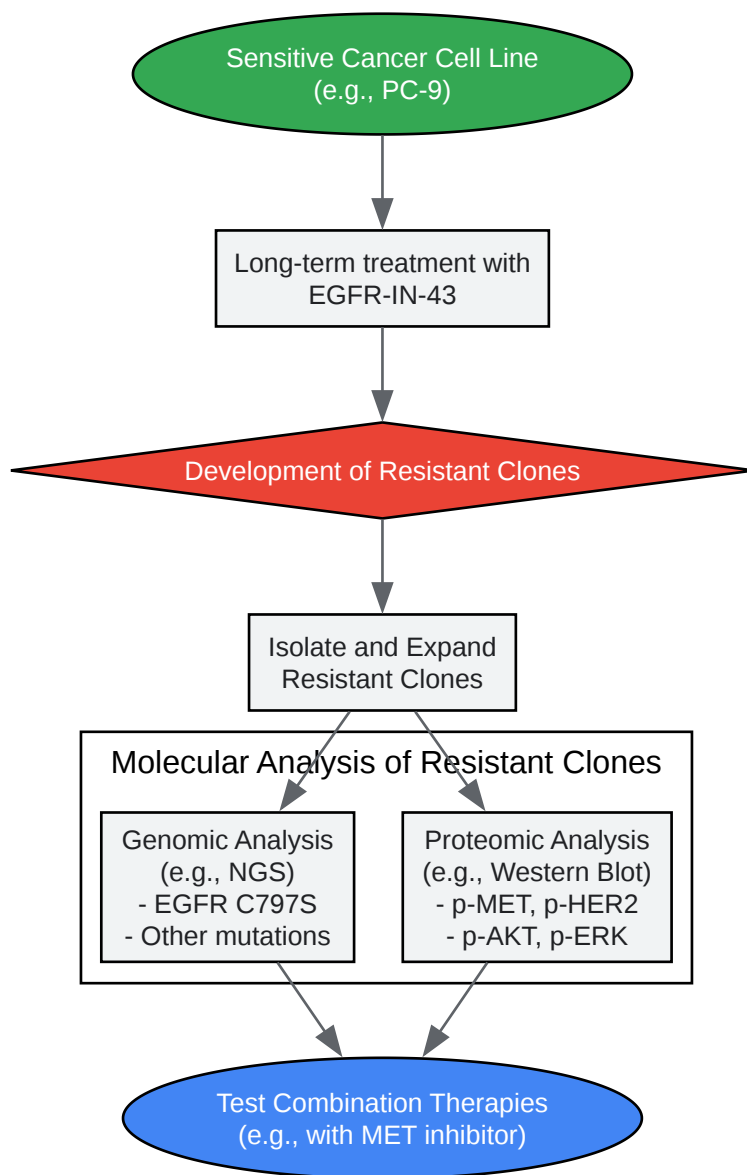 Sensitive Cancer Cell Line
(e.g., PC-9)
Long-term treatment with
EGFR-IN-43
Development of Resistant Clones
Isolate and Expand
Resistant Clones
Molecular Analysis of Resistant Clones
Genomic Analysis
(e.g., NGS)
- EGFR C797S
- Other mutations
Proteomic Analysis
(e.g., Western Blot)
- p-MET, p-HER2
- p-AKT, p-ERK
Test Combination Therapies
(e.g., with MET inhibitor)